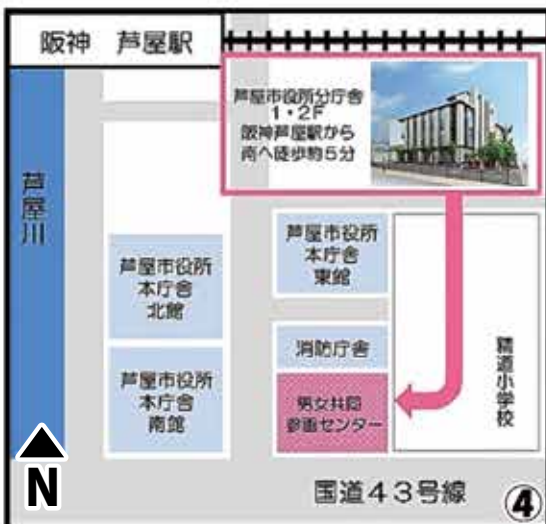 阪神 芦屋駅
芦屋市役所分庁舎
1・2F
阪神芦屋駅から
南へ徒歩約5分
芦屋川
芦屋市役所
本庁舎
東館
芦屋市役所
本庁舎
北館
消防庁舎
精道小学校
芦屋市役所
本庁舎
南館
男女共同
参画センター
N
国道43号線
④